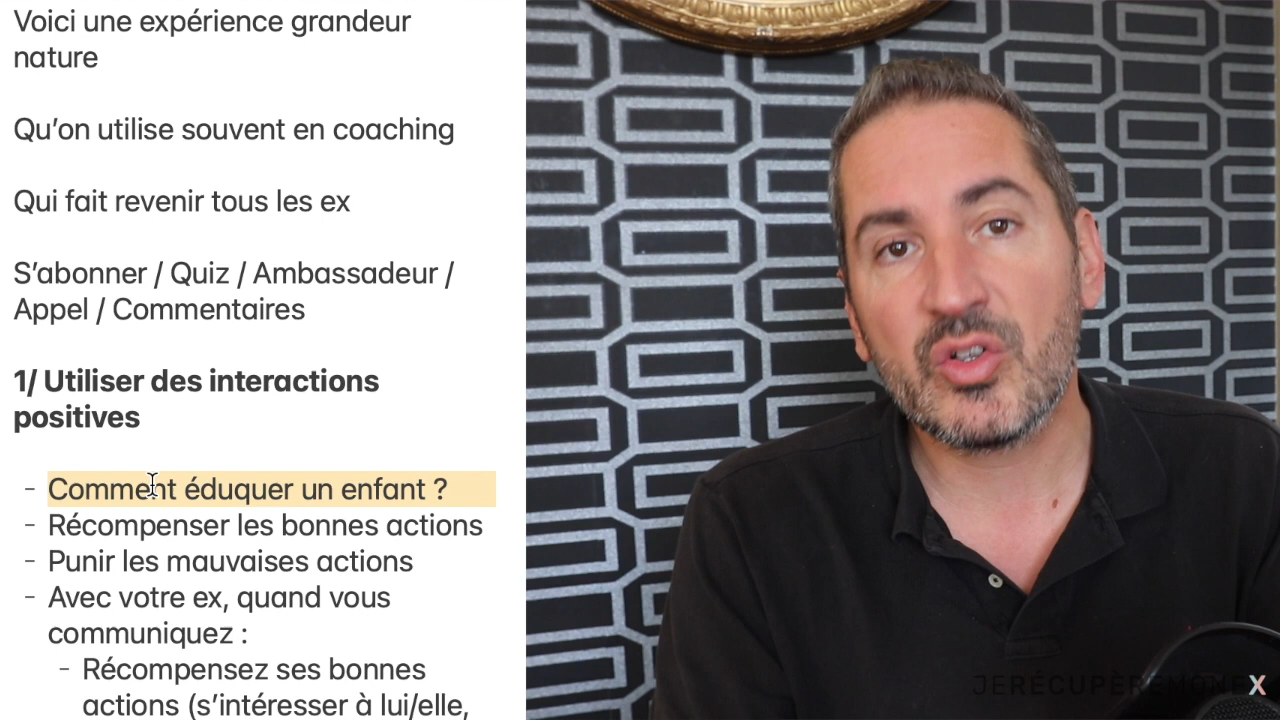 Voici une expérience grandeur
nature
Qu'on utilise souvent en coaching
Qui fait revenir tous les ex
S'abonner / Quiz / Ambassadeur /
Appel / Commentaires
1/ Utiliser des interactions
positives
- Comment éduquer un enfant ?
- Récompenser les bonnes actions
- Punir les mauvaises actions
- Avec votre ex, quand vous
communiquez :
- Récompensez ses bonnes
actions (s'intéresser à lui/elle,
JERÉCUPÈREMONEX